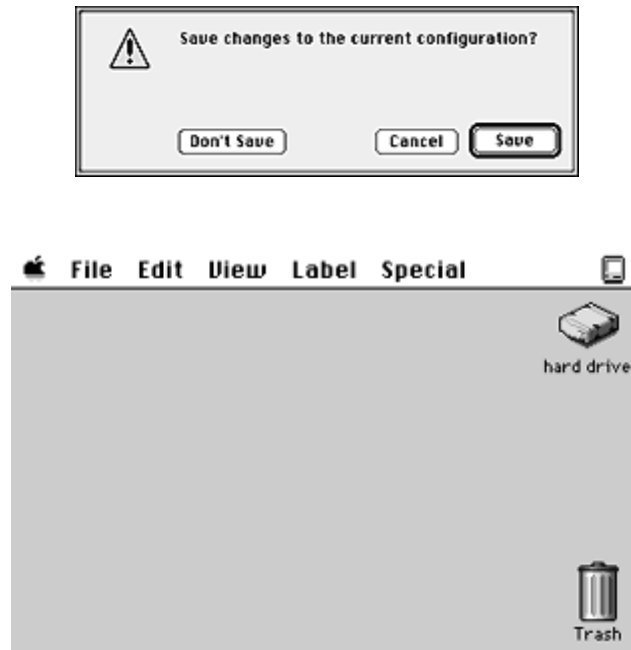 Save changes to the current configuration?
Don't Save Cancel Save
File Edit View Label Special
hard drive
Trash